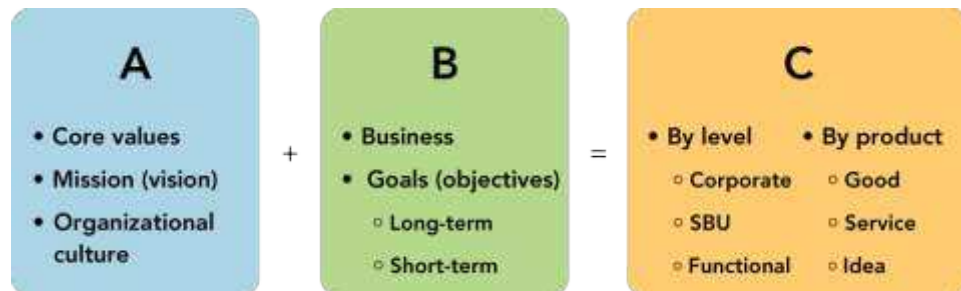 A
• Core values
• Mission (vision)
• Organizational
culture
+
B
• Business
• Goals (objectives)
○ Long-term
○ Short-term
=
C
• By level
○ Corporate
○ SBU
○ Functional
• By product
○ Good
○ Service
○ Idea